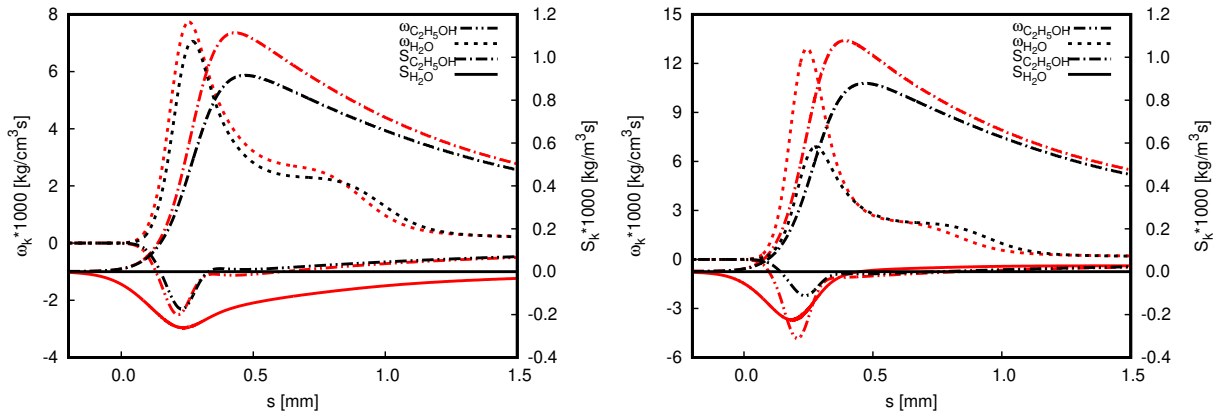 8
6
4
2
0
-2
-4
ω_k*1000 [kg/cm³s]
1.2
1.0
0.8
0.6
0.4
0.2
0.0
-0.2
-0.4
S_k*1000 [kg/m³s]
ω_C₂H₅OH
ω_H₂O
S_C₂H₅OH
S_H₂O
0.0 0.5 1.0 1.5
s [mm]
15
12
9
6
3
0
-3
-6
ω_k*1000 [kg/m³s]
1.2
1.0
0.8
0.6
0.4
0.2
0.0
-0.2
-0.4
S_k*1000 [kg/m³s]
ω_C₂H₅OH
ω_H₂O
S_C₂H₅OH
S_H₂O
0.0 0.5 1.0 1.5
s [mm]